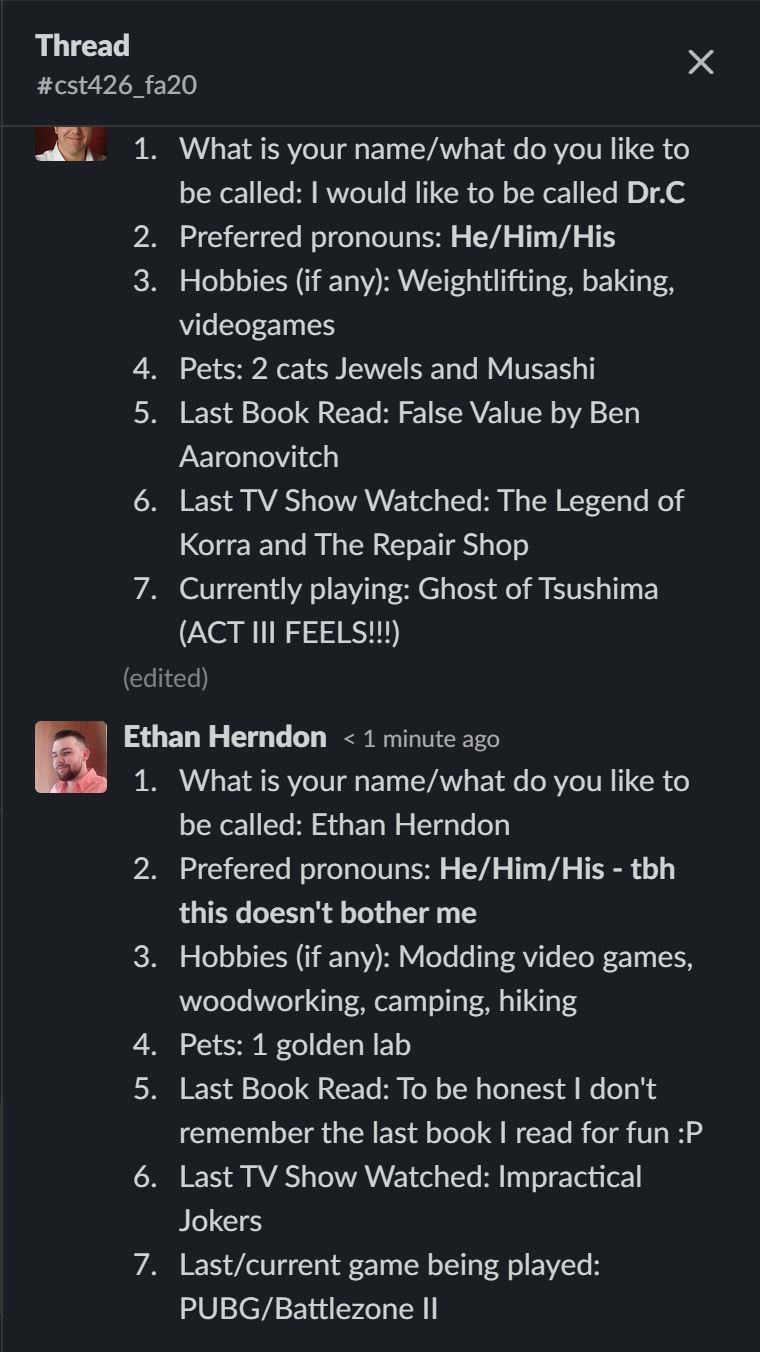 Thread
#cst426_fa20
1. What is your name/what do you like to
be called: I would like to be called Dr.C
2. Preferred pronouns: He/Him/His
3. Hobbies (if any): Weightlifting, baking,
videogames
4. Pets: 2 cats Jewels and Musashi
5. Last Book Read: False Value by Ben
Aaronovitch
6. Last TV Show Watched: The Legend of
Korra and The Repair Shop
7. Currently playing: Ghost of Tsushima
(ACT III FEELS!!!)
(edited)
Ethan Herndon < 1 minute ago
1. What is your name/what do you like to
be called: Ethan Herndon
2. Prefered pronouns: He/Him/His - tbh
this doesn't bother me
3. Hobbies (if any): Modding video games,
woodworking, camping, hiking
4. Pets: 1 golden lab
5. Last Book Read: To be honest I don't
remember the last book I read for fun :P
6. Last TV Show Watched: Impractical
Jokers
7. Last/current game being played:
PUBG/Battlezone II